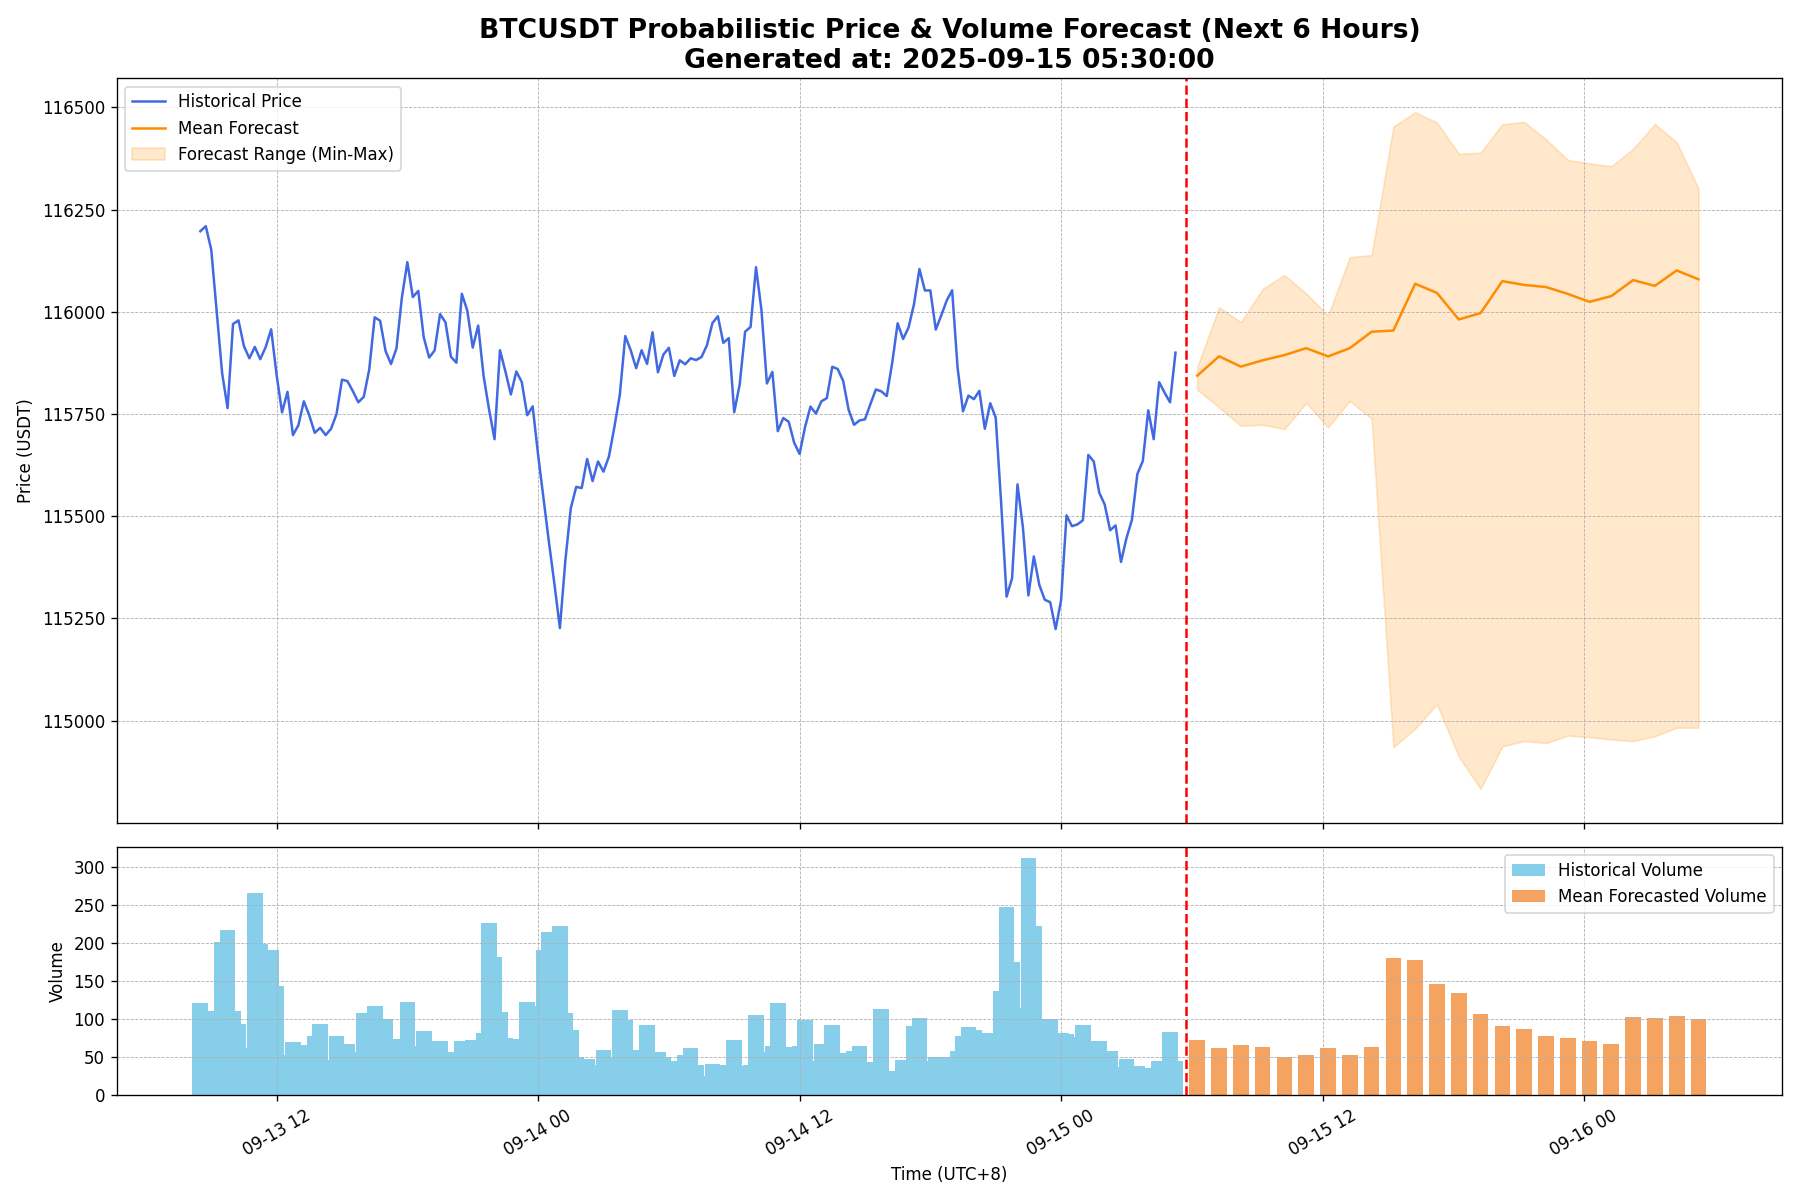 BTCUSDT Probabilistic Price & Volume Forecast (Next 6 Hours)
Generated at: 2025-09-15 05:30:00
Historical Price
Mean Forecast
Forecast Range (Min-Max)
Price (USDT)
116500
116250
116000
115750
115500
115250
115000
Historical Volume
Mean Forecasted Volume
Volume
300
250
200
150
100
50
0
09-13 12
09-14 00
09-14 12
09-15 00
09-15 12
09-16 00
Time (UTC+8)